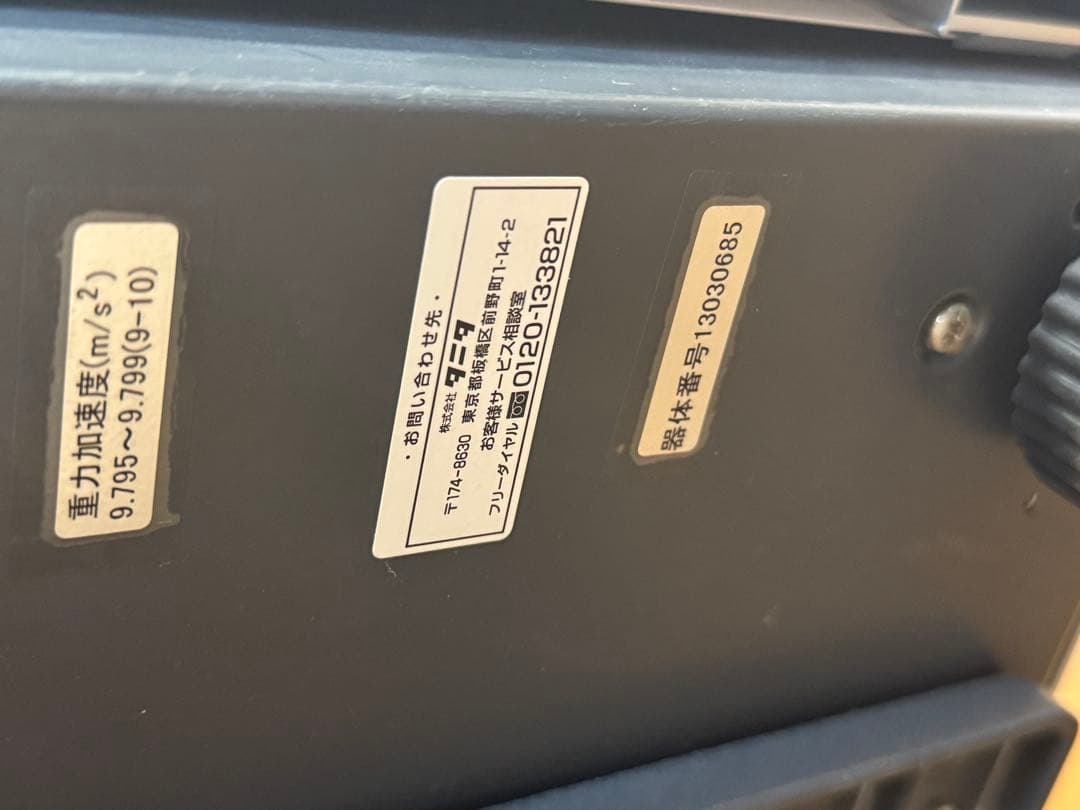 重力加速度(m/s²)
9.795〜9.799(9-10)
・お問い合わせ先・
株式会社 タニタ
〒174-8630 東京都板橋区前野町1-14-2
お客様サービス相談室
フリーダイヤル 0120-133821
器体番号13030685